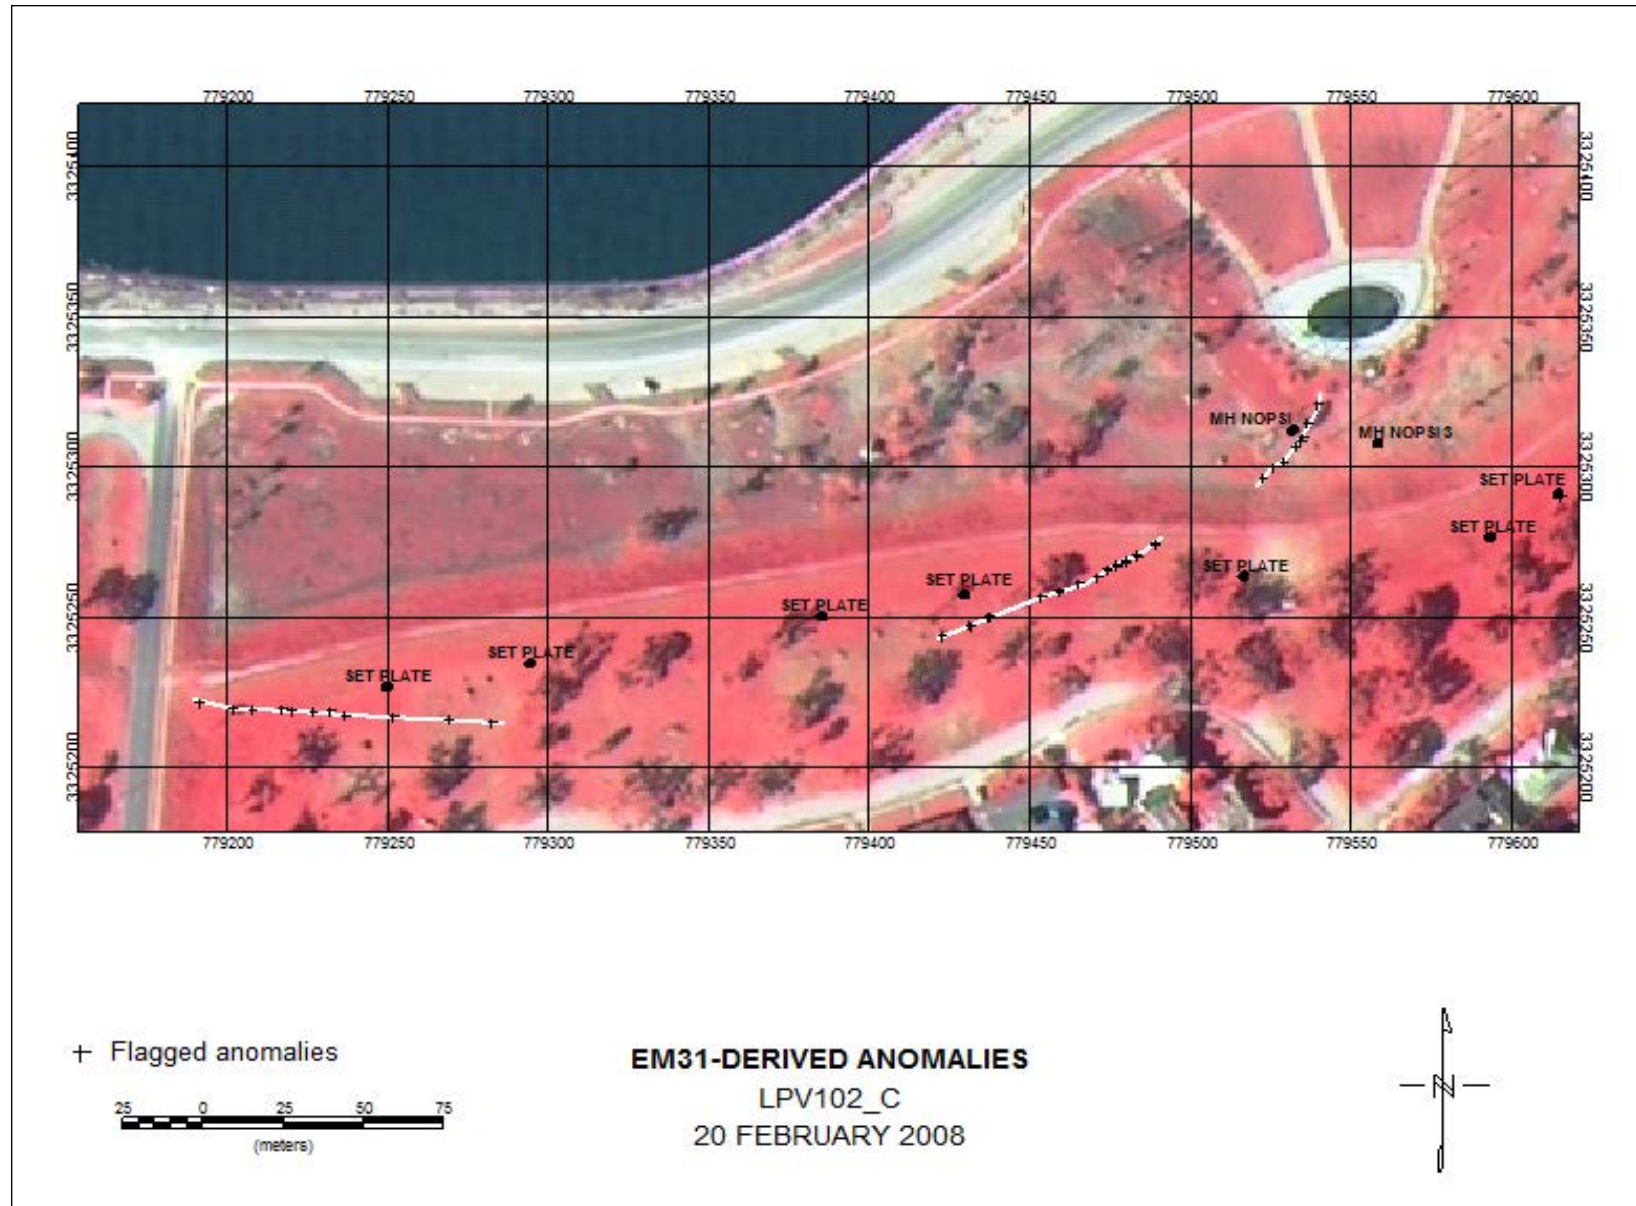 779200 779250 779300 779350 779400 779450 779500 779550 779600
3325400
3325400
3325350
3325350
MH NOPSI
MH NOPSI 3
3325300
3325300
SET PLATE
SET PLATE
SET PLATE
SET PLATE
SET PLATE
3325250
3325250
SET PLATE
SET PLATE
3325200
3325200
779200 779250 779300 779350 779400 779450 779500 779550 779600
+ Flagged anomalies
25 0 25 50 75
(meters)
EM31-DERIVED ANOMALIES
LPV102_C
20 FEBRUARY 2008
N